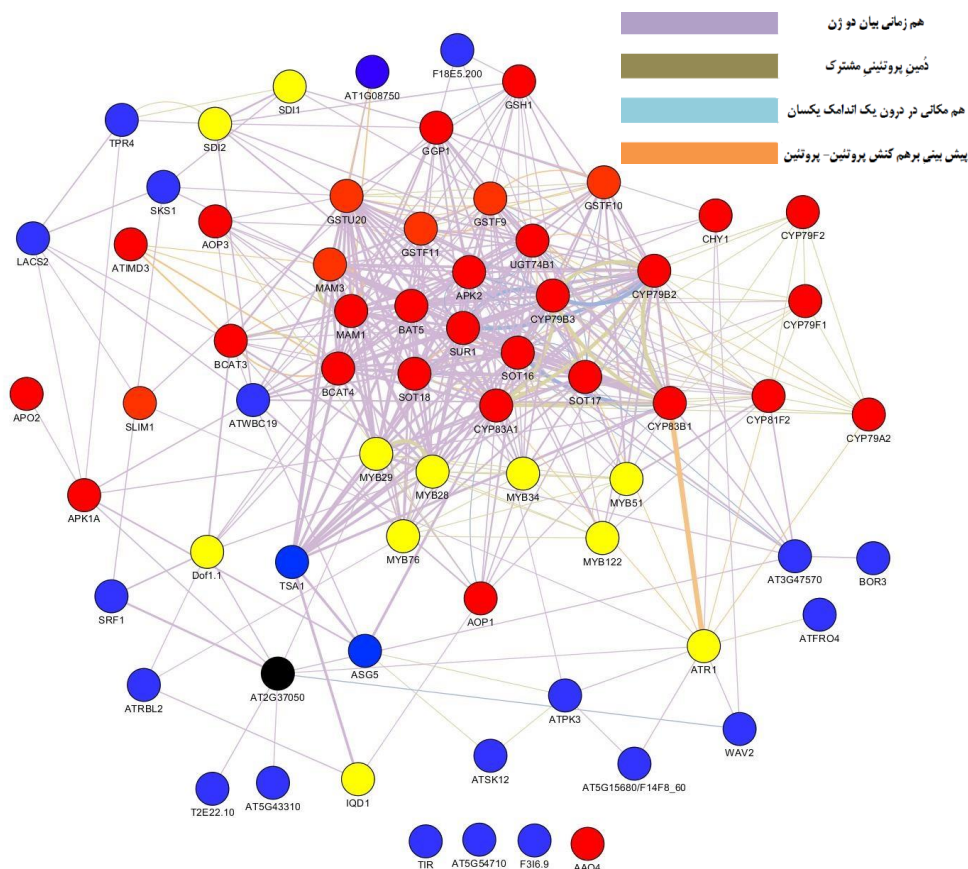 هم زمانی بیان دو ژن
دُمین پروتئینی مشترک
هم مکانی در درون یک اندامک یکسان
پیش بینی برهم کنش پروتئین- پروتئین
F18E5.200
AT1G08750
GSH1
SDI1
TPR4
SDI2
GGP1
SKS1
GSTU20
GSTF9
GSTF10
AOP3
GSTF11
CHY1
CYP79F2
LACS2
ATIMD3
UGT74B1
MAM3
APK2
CYP79B2
CYP79B3
CYP79F1
MAM1
BAT5
SUR1
BCAT3
SOT16
BCAT4
SOT18
SOT17
APO2
SLIM1
ATWBC19
CYP83A1
CYP83B1
CYP81F2
CYP79A2
MYB29
MYB28
MYB34
MYB51
APK1A
MYB76
MYB122
Dof1.1
TSA1
AT3G47570
BOR3
SRF1
AOP1
ATFRO4
ASG5
ATR1
AT2G37050
ATRBL2
ATPK3
WAV2
ATSK12
AT5G15680/F14F8_60
T2E22.10
AT5G43310
IQD1
TIR
AT5G54710
F3I6.9
AAO4